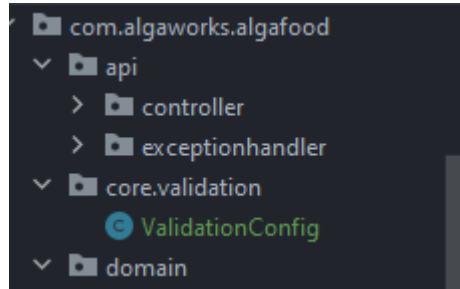 com.algaworks.algafood
api
controller
exceptionhandler
core.validation
C ValidationConfig
domain